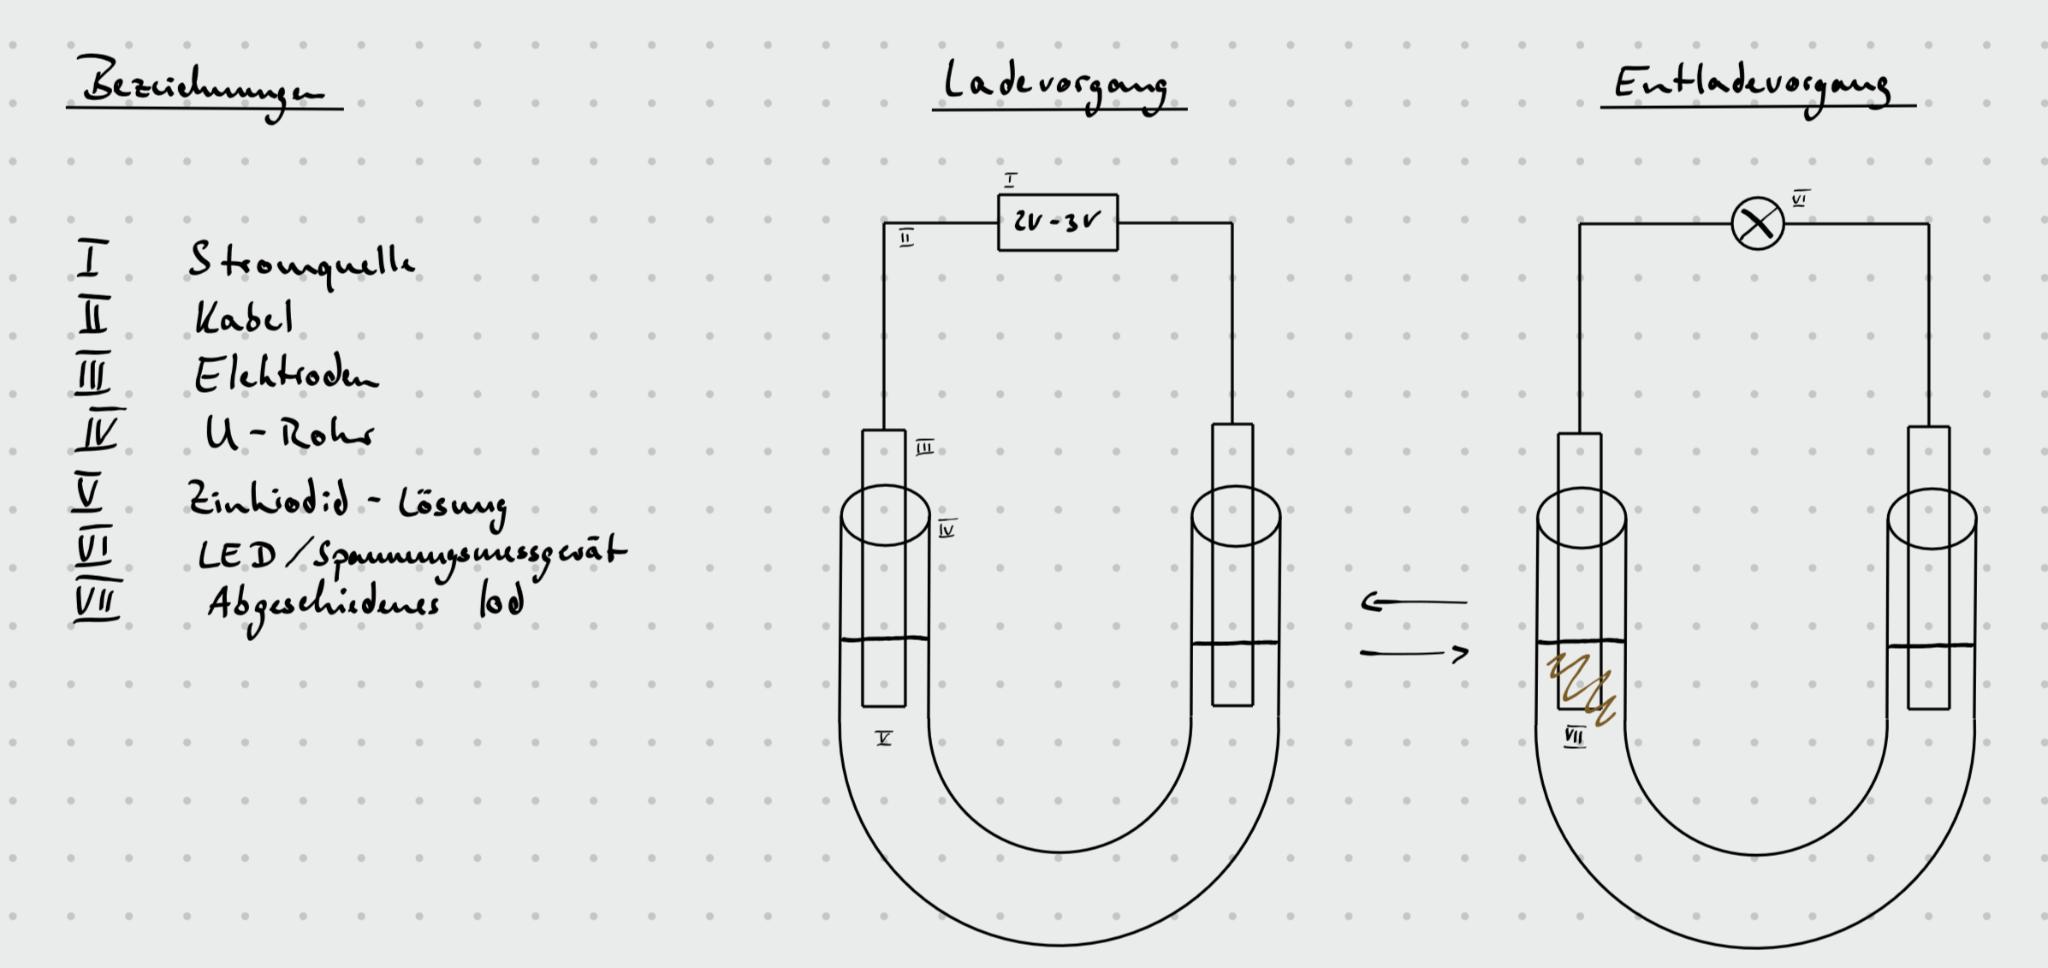 Bezeichnungen
I Stromquelle
II Kabel
III Elektroden
IV U-Rohr
V Zinkiodid-Lösung
VI LED/Spannungsmessgerät
VII Abgeschiedenes Iod
Ladevorgang
I
2V-3V
II
III
IV
V
Entladevorgang
VI
VII